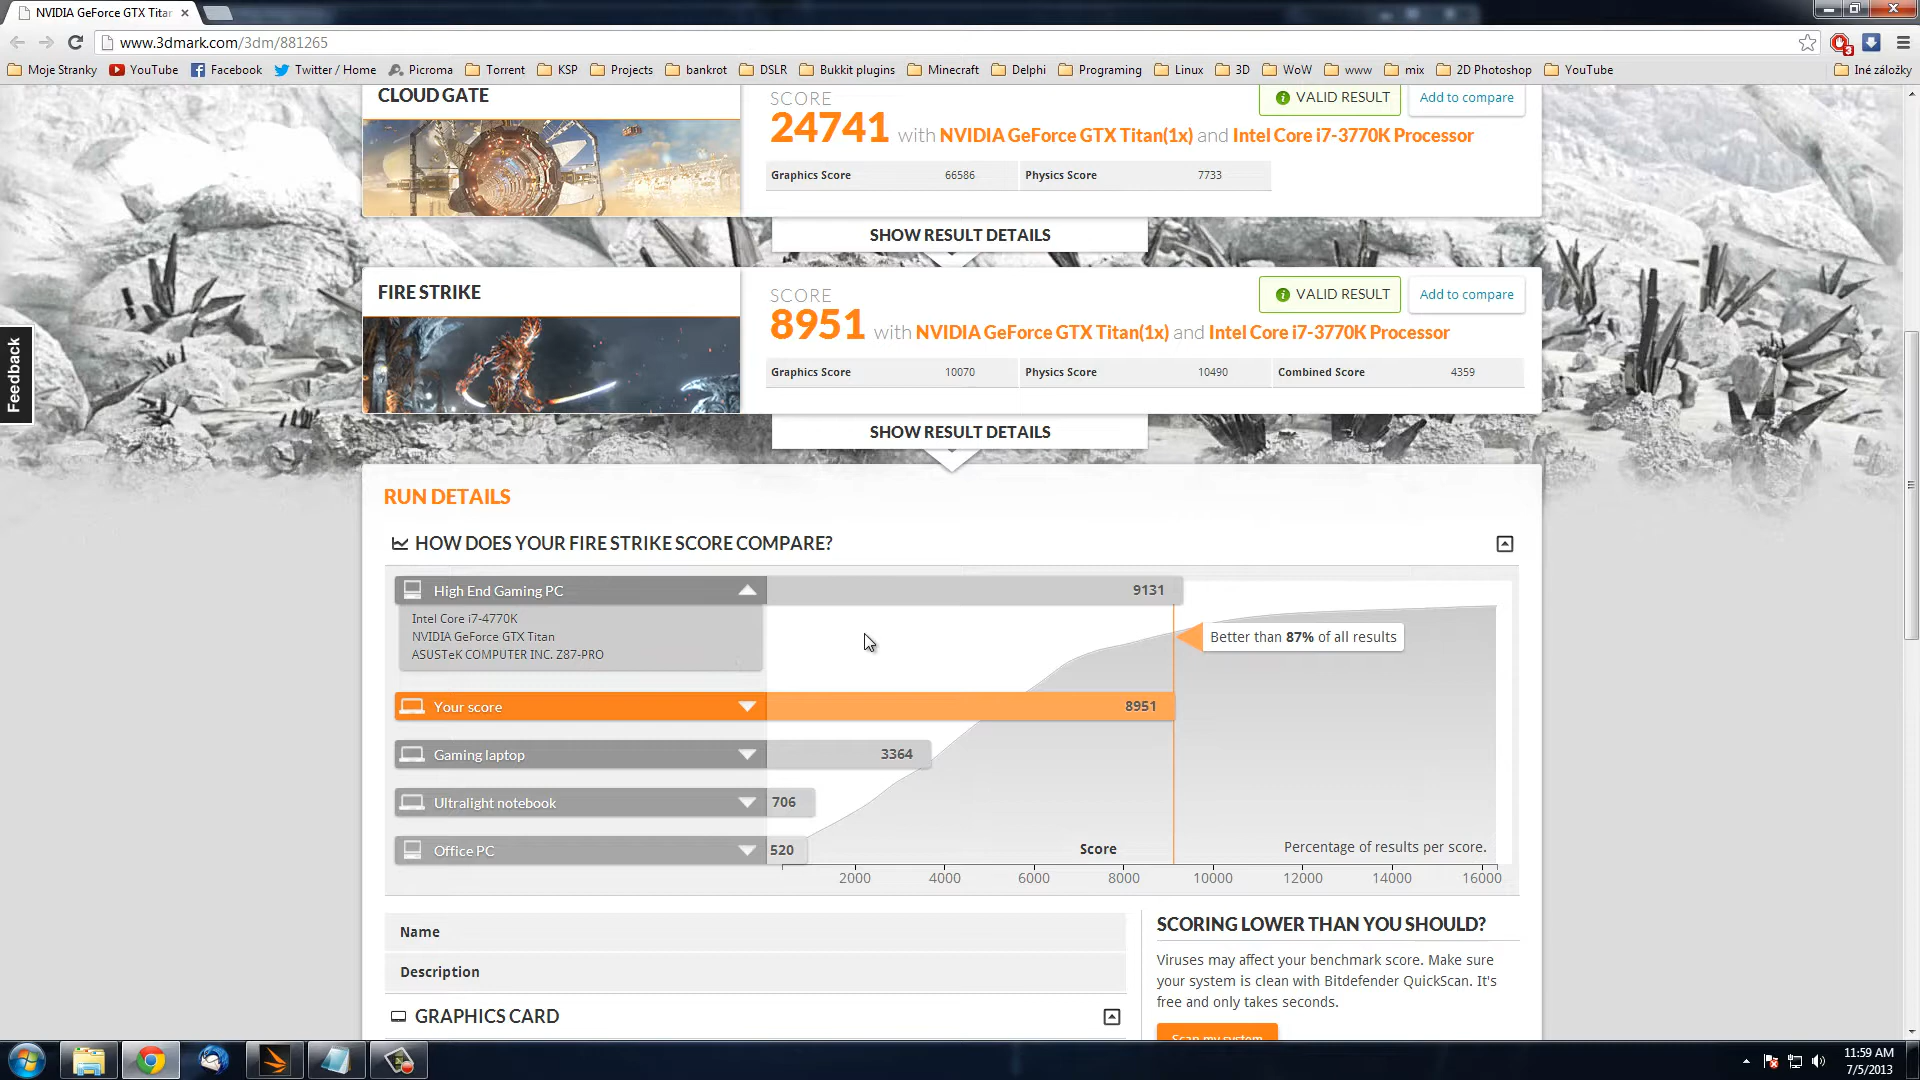 NVIDIA GeForce GTX Titan
www.3dmark.com/3dm/881265
3
Moje Stranky
YouTube
Facebook
Twitter / Home
Picroma
Torrent
KSP
Projects
bankrot
DSLR
Bukkit plugins
Minecraft
Delphi
Programing
Linux
3D
WoW
www
mix
2D Photoshop
YouTube
Iné záložky
CLOUD GATE
SCORE
VALID RESULT
Add to compare
24741 with NVIDIA GeForce GTX Titan(1x) and Intel Core i7-3770K Processor
Graphics Score 66586 Physics Score 7733
SHOW RESULT DETAILS
FIRE STRIKE
SCORE
VALID RESULT
Add to compare
8951 with NVIDIA GeForce GTX Titan(1x) and Intel Core i7-3770K Processor
Graphics Score 10070 Physics Score 10490 Combined Score 4359
SHOW RESULT DETAILS
Feedback
RUN DETAILS
HOW DOES YOUR FIRE STRIKE SCORE COMPARE?
High End Gaming PC 9131
Intel Core i7-4770K
NVIDIA GeForce GTX Titan
ASUSTeK COMPUTER INC. Z87-PRO
Better than 87% of all results
Your score 8951
Gaming laptop 3364
Ultralight notebook 706
Office PC 520
Score
Percentage of results per score.
2000 4000 6000 8000 10000 12000 14000 16000
Name
Description
GRAPHICS CARD
SCORING LOWER THAN YOU SHOULD?
Viruses may affect your benchmark score. Make sure
your system is clean with Bitdefender QuickScan. It's
free and only takes seconds.
Scan my system
11:59 AM
7/5/2013